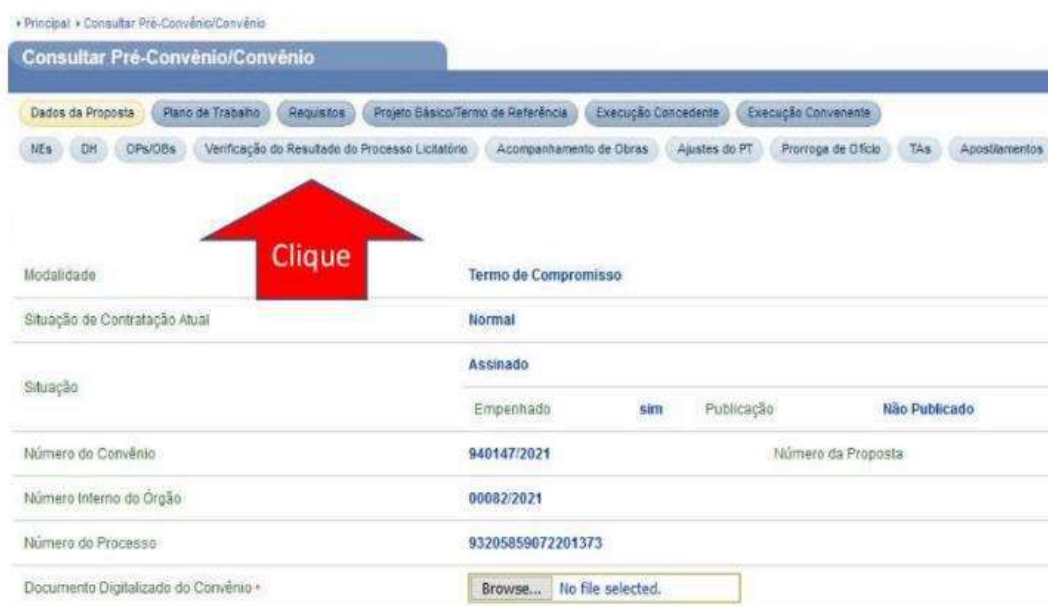 Principal Consultar Pré-Convênio/Convênio
Consultar Pré-Convênio/Convênio
Dados da Proposta Plano de Trabalho Requisitos Projeto Básico/Termo de Referência Execução Concedente Execução Convenente
NEs DH OPs/OBs Verificação do Resultado do Processo Licitatório Acompanhamento de Obras Ajustes do PT Prorroga de Ofício TAs Apostilamentos
Clique
Modalidade Termo de Compromisso
Situação de Contratação Atual Normal
Situação Assinado
Empenhado sim Publicação Não Publicado
Número do Convênio 940147/2021 Número da Proposta
Número Interno do Órgão 00082/2021
Número do Processo 93205859072201373
Documento Digitalizado do Convênio * Browse... No file selected.